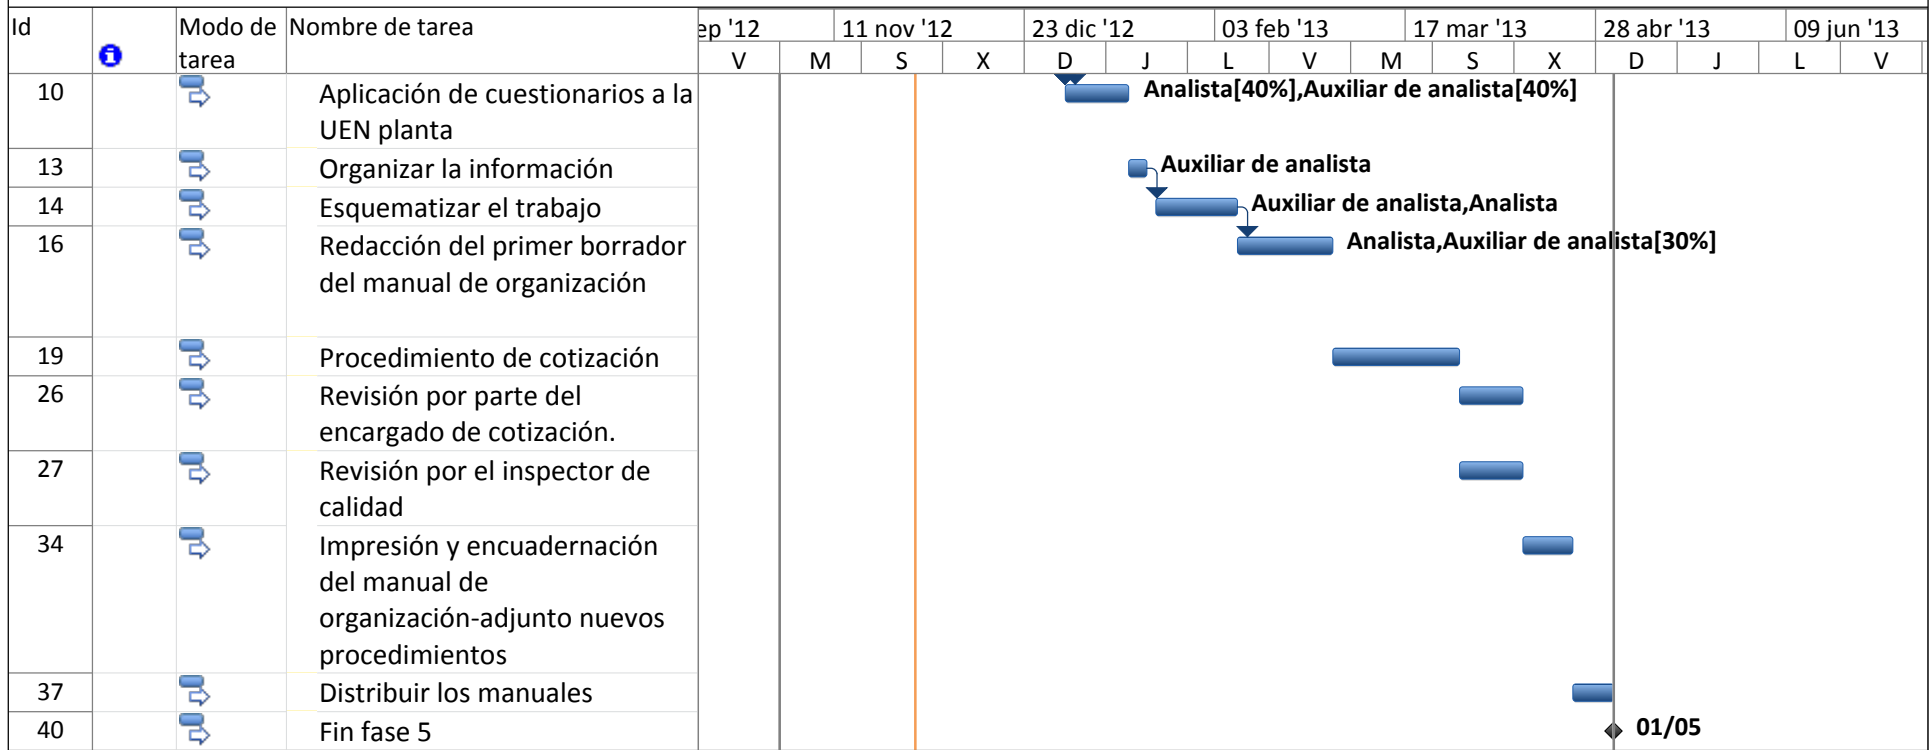 Id
Modo de tarea
Nombre de tarea
ep '12
11 nov '12
23 dic '12
03 feb '13
17 mar '13
28 abr '13
09 jun '13
V
M
S
X
D
J
L
V
M
S
X
D
J
L
V
10
Aplicación de cuestionarios a la
UEN planta
Analista[40%],Auxiliar de analista[40%]
13
Organizar la información
Auxiliar de analista
14
Esquematizar el trabajo
Auxiliar de analista,Analista
16
Redacción del primer borrador
del manual de organización
Analista,Auxiliar de analista[30%]
19
Procedimiento de cotización
26
Revisión por parte del
encargado de cotización.
27
Revisión por el inspector de
calidad
34
Impresión y encuadernación
del manual de
organización-adjunto nuevos
procedimientos
37
Distribuir los manuales
40
Fin fase 5
01/05